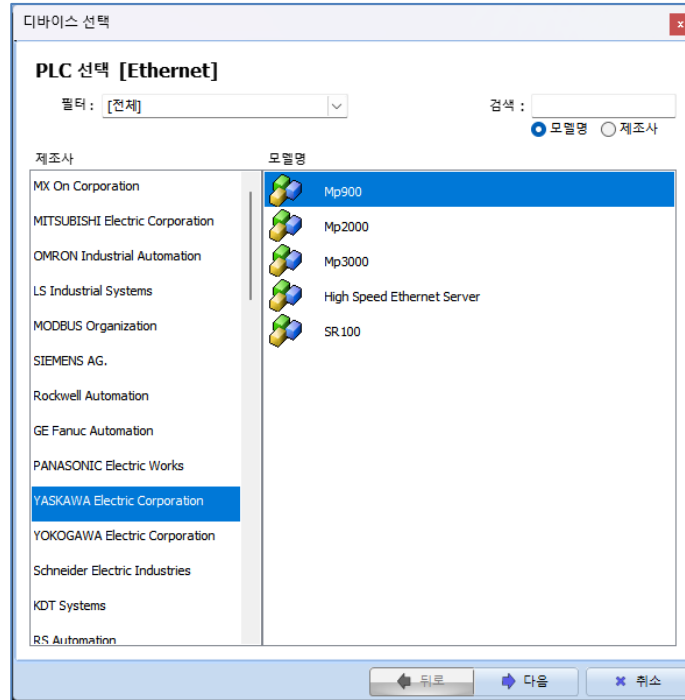 디바이스 선택
x
PLC 선택 [Ethernet]
필터 : [전체] 검색 :
모델명 제조사
제조사 모델명
MX On Corporation
MITSUBISHI Electric Corporation
OMRON Industrial Automation
LS Industrial Systems
MODBUS Organization
SIEMENS AG.
Rockwell Automation
GE Fanuc Automation
PANASONIC Electric Works
YASKAWA Electric Corporation
YOKOGAWA Electric Corporation
Schneider Electric Industries
KDT Systems
RS Automation
Mp900
Mp2000
Mp3000
High Speed Ethernet Server
SR100
뒤로 다음 취소